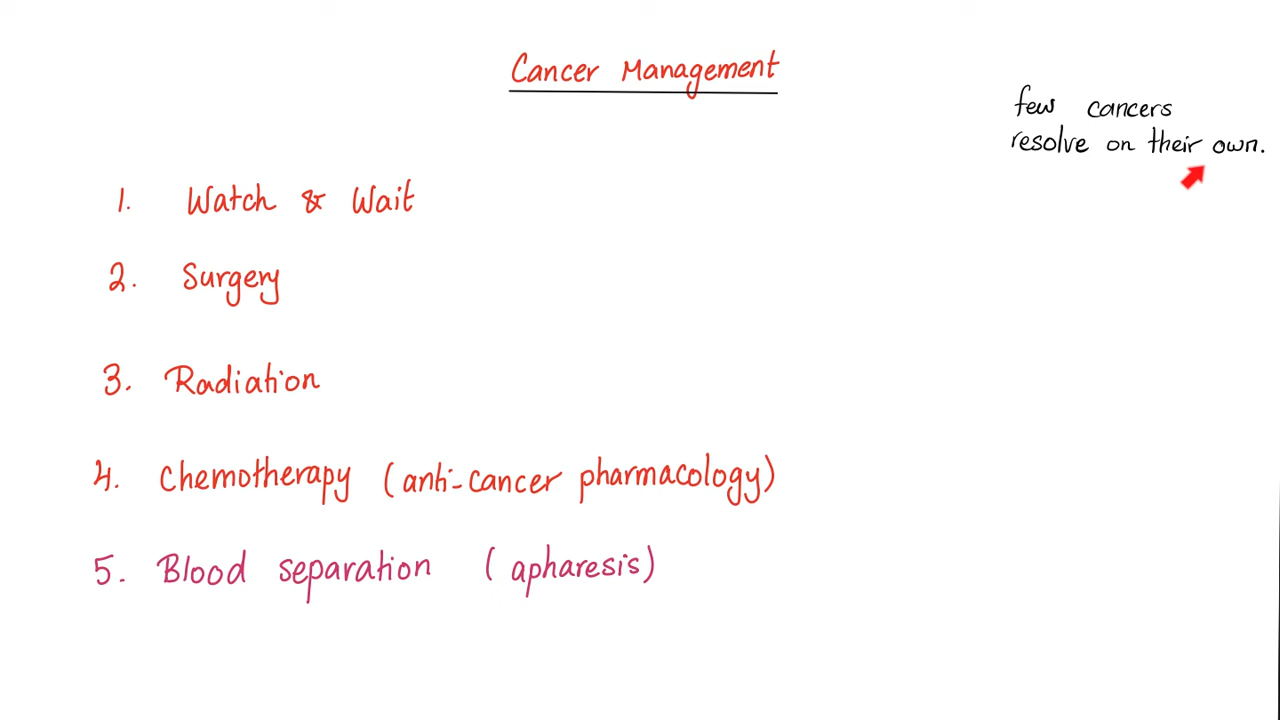 Cancer Management
few cancers
resolve on their own.
1. Watch & Wait
2. Surgery
3. Radiation
4. Chemotherapy (anti-cancer pharmacology)
5. Blood separation (apharesis)